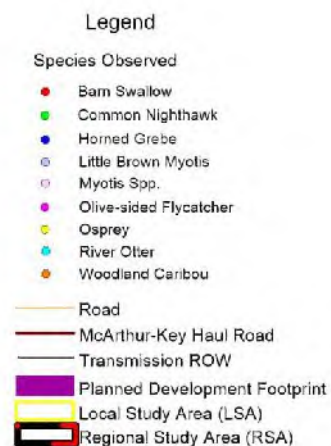 Legend
Species Observed
Barn Swallow
Common Nighthawk
Horned Grebe
Little Brown Myotis
Myotis Spp.
Olive-sided Flycatcher
Osprey
River Otter
Woodland Caribou
Road
McArthur-Key Haul Road
Transmission ROW
Planned Development Footprint
Local Study Area (LSA)
Regional Study Area (RSA)